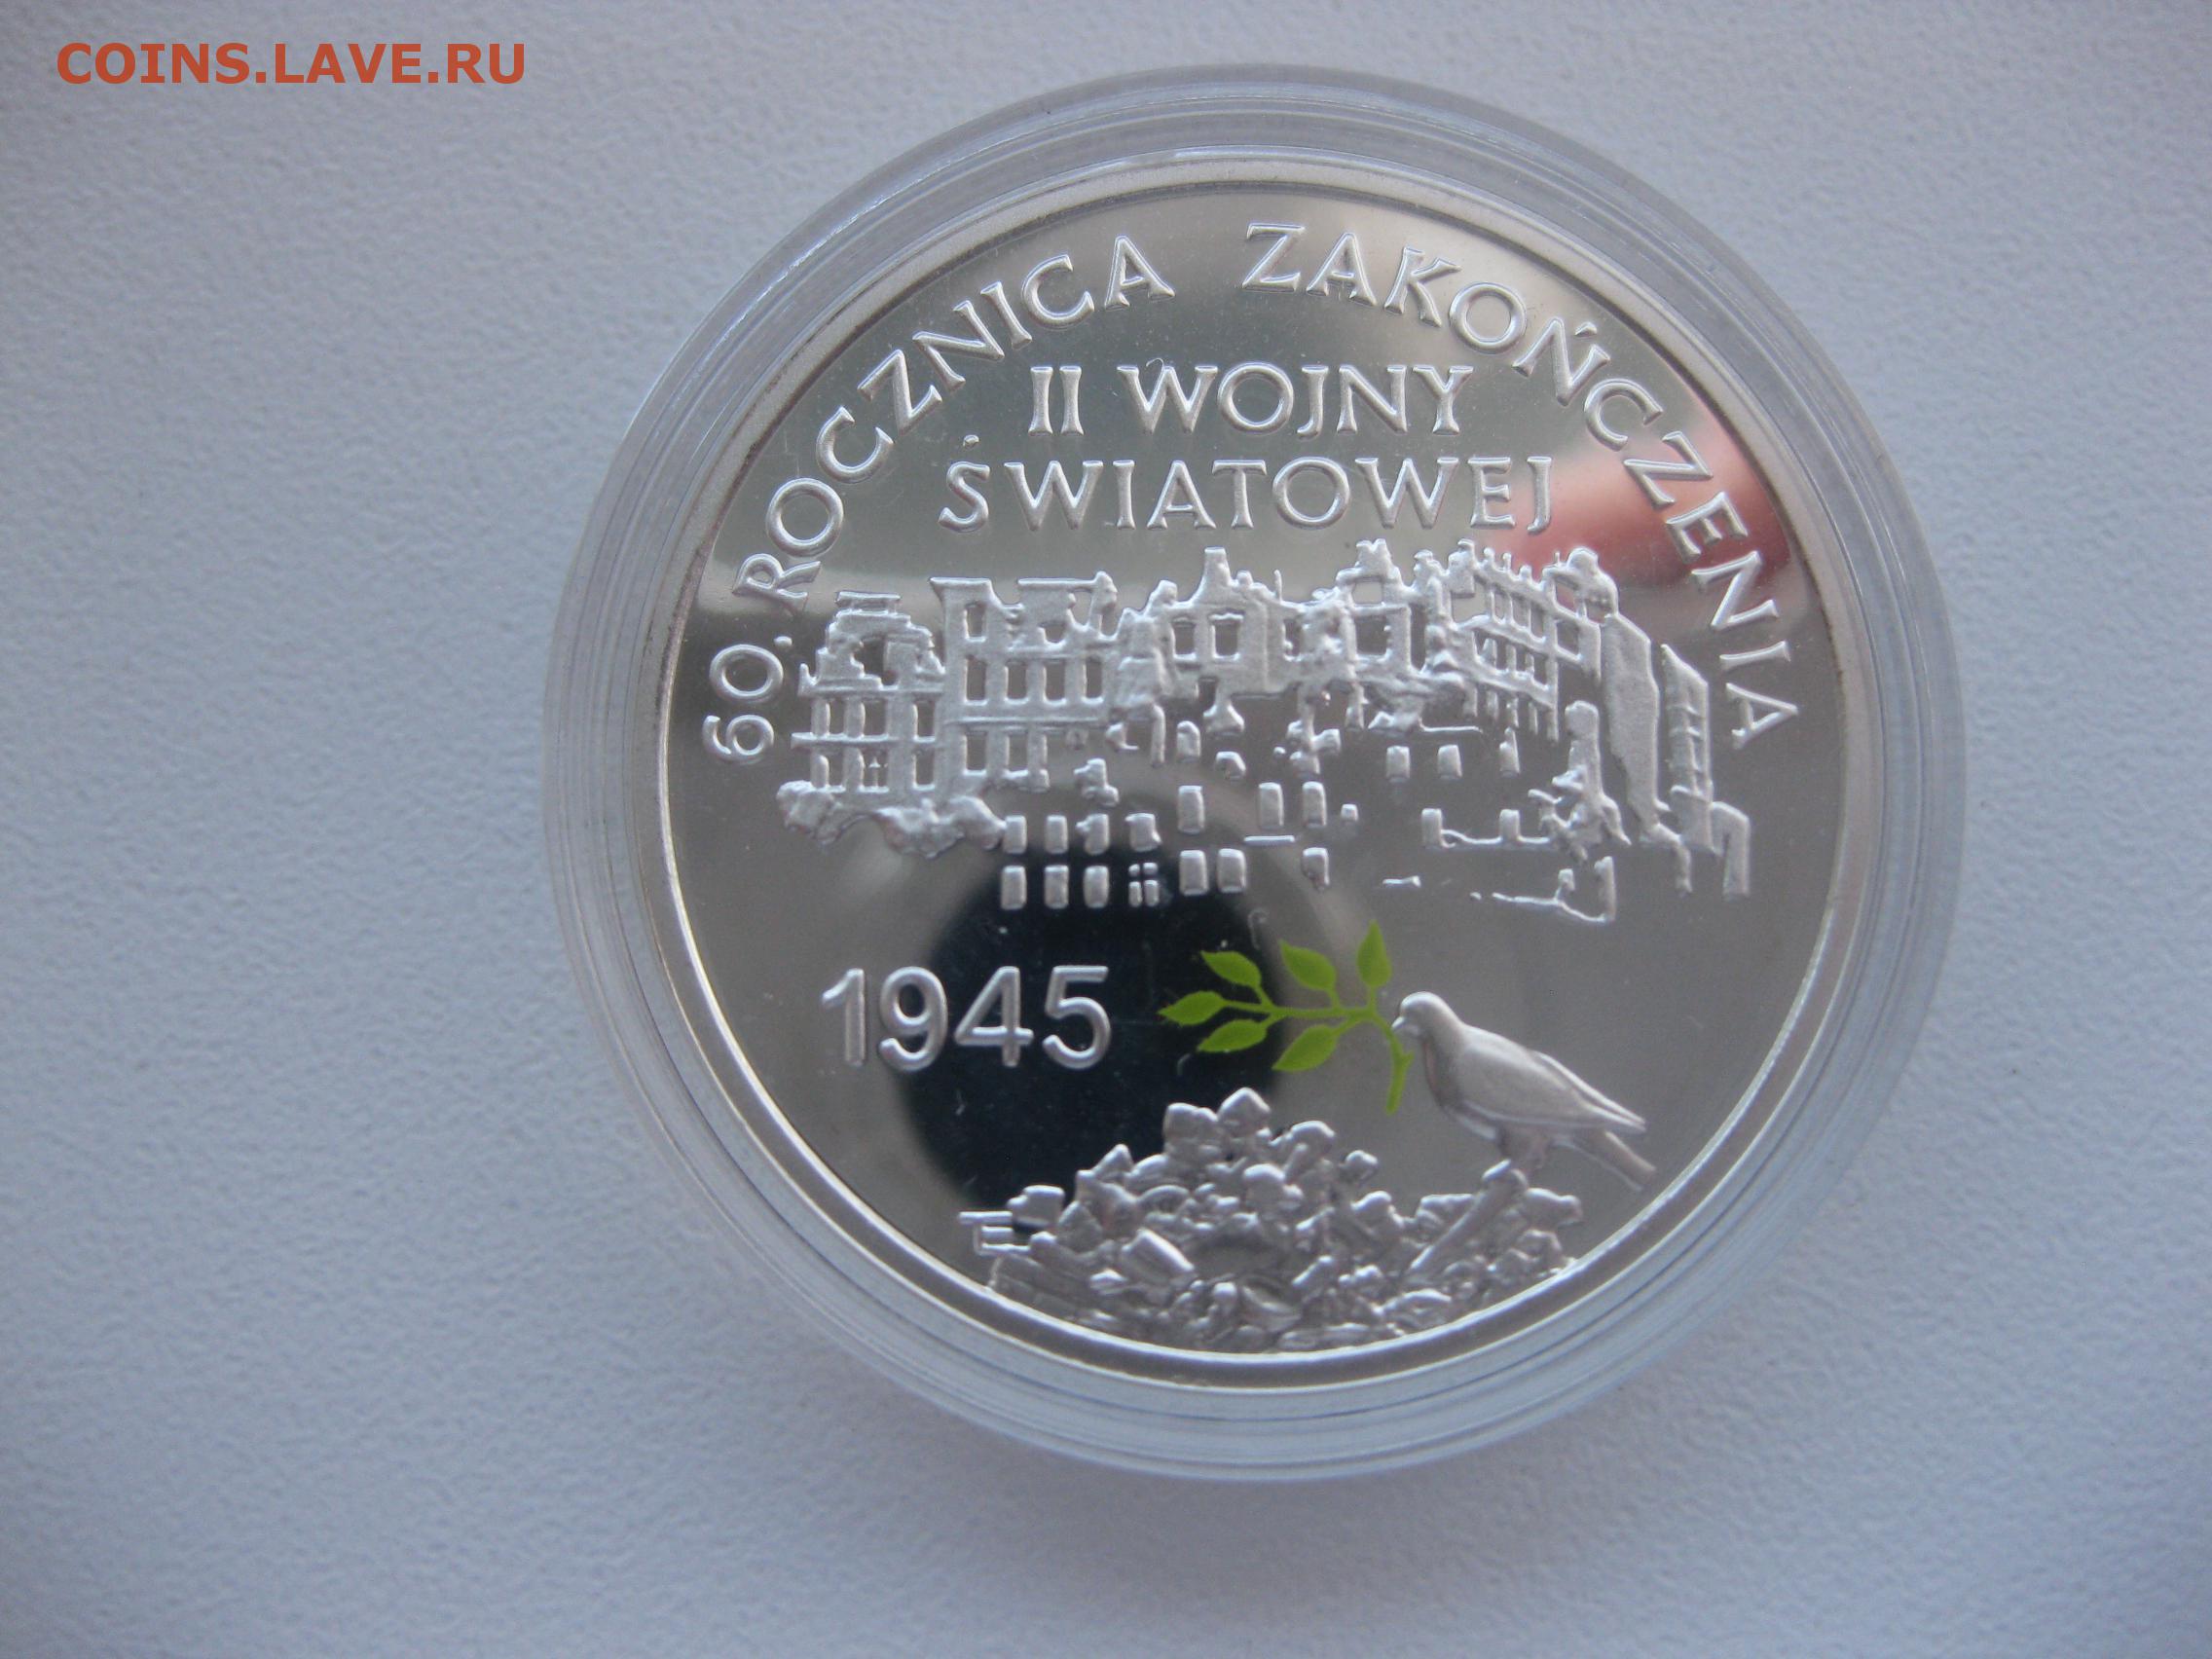 COINS.LAVE.RU
60. ROCZNICA ZAKOŃCZENIA
II WOJNY
ŚWIATOWEJ
1945